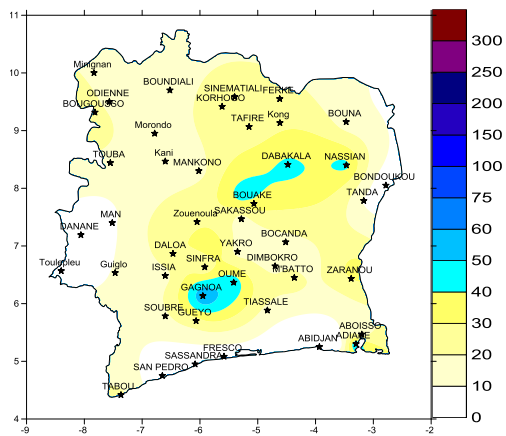 11
Minignan
10
ODIENNE
BOUNDIALI
SINEMATIALI
FERKE
BOUGOUSSO
KORHOGO
Kong
BOUNA
TAFIRE
Morondo
9
TOUBA
Kani
MANKONO
DABAKALA
NASSIAN
8
BONDOUKOU
BOUAKE
TANDA
MAN
Zouenoula
SAKASSOU
DANANE
BOCANDA
7
DALOA
YAKRO
Toulepleu
Guiglo
ISSIA
SINFRA
DIMBOKRO
M'BATTO
ZARANOU
OUME
GAGNOA
6
SOUBRE
GUEYO
TIASSALE
ABOISSO
ADIAKE
ABIDJAN
FRESCO
SASSANDRA
5
SAN PEDRO
TABOU
4
-9 -8 -7 -6 -5 -4 -3 -2
300
250
200
150
100
75
60
50
40
30
20
10
0